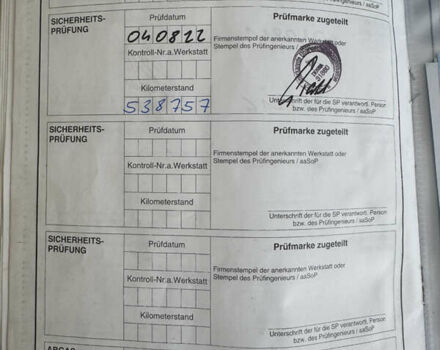 SICHERHEITS-
PRÜFUNG
Prüfdatum
040822
Kontroll-Nr.a.Werkstatt
Kilometerstand
538757
Prüfmarke zugeteilt
Firmenstempel der anerkannten Werkstatt oder
Stempel des Prüfingenieurs / aaSoP
Unterschrift der für die SP verantwortl. Person
bzw. des Prüfingenieurs / aaSoP
SICHERHEITS-
PRÜFUNG
Prüfdatum
Kontroll-Nr.a.Werkstatt
Kilometerstand
Prüfmarke zugeteilt
Firmenstempel der anerkannten Werkstatt oder
Stempel des Prüfingenieurs / aaSoP
Unterschrift der für die SP verantwortl. Person
bzw. des Prüfingenieurs / aaSoP
SICHERHEITS-
PRÜFUNG
Prüfdatum
Kontroll-Nr.a.Werkstatt
Kilometerstand
Prüfmarke zugeteilt
Firmenstempel der anerkannten Werkstatt oder
Stempel des Prüfingenieurs / aaSoP
Unterschrift der für die SP verantwortl. Person
bzw. des Prüfingenieurs / aaSoP